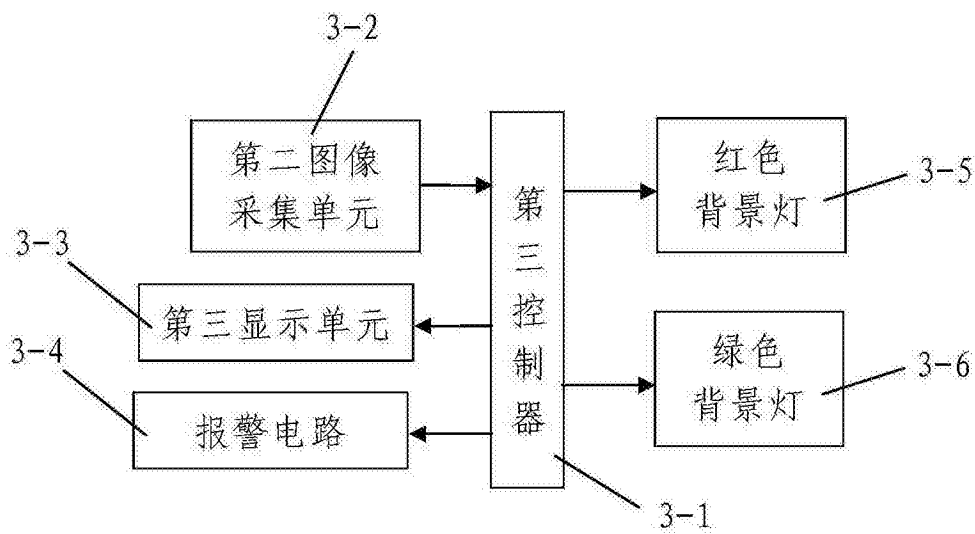 3-2
第二图像
采集单元
3-3
第三显示单元
3-4
报警电路
第三控制器
3-1
红色
背景灯
3-5
绿色
背景灯
3-6